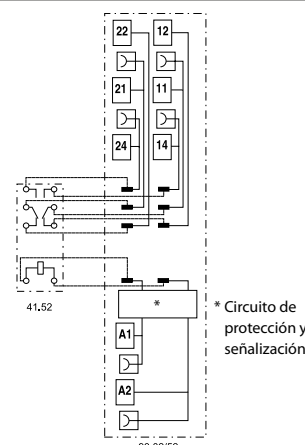 22 12
21 11
24 14
41.52
*
* Circuito de
protección y
señalización
A1
A2